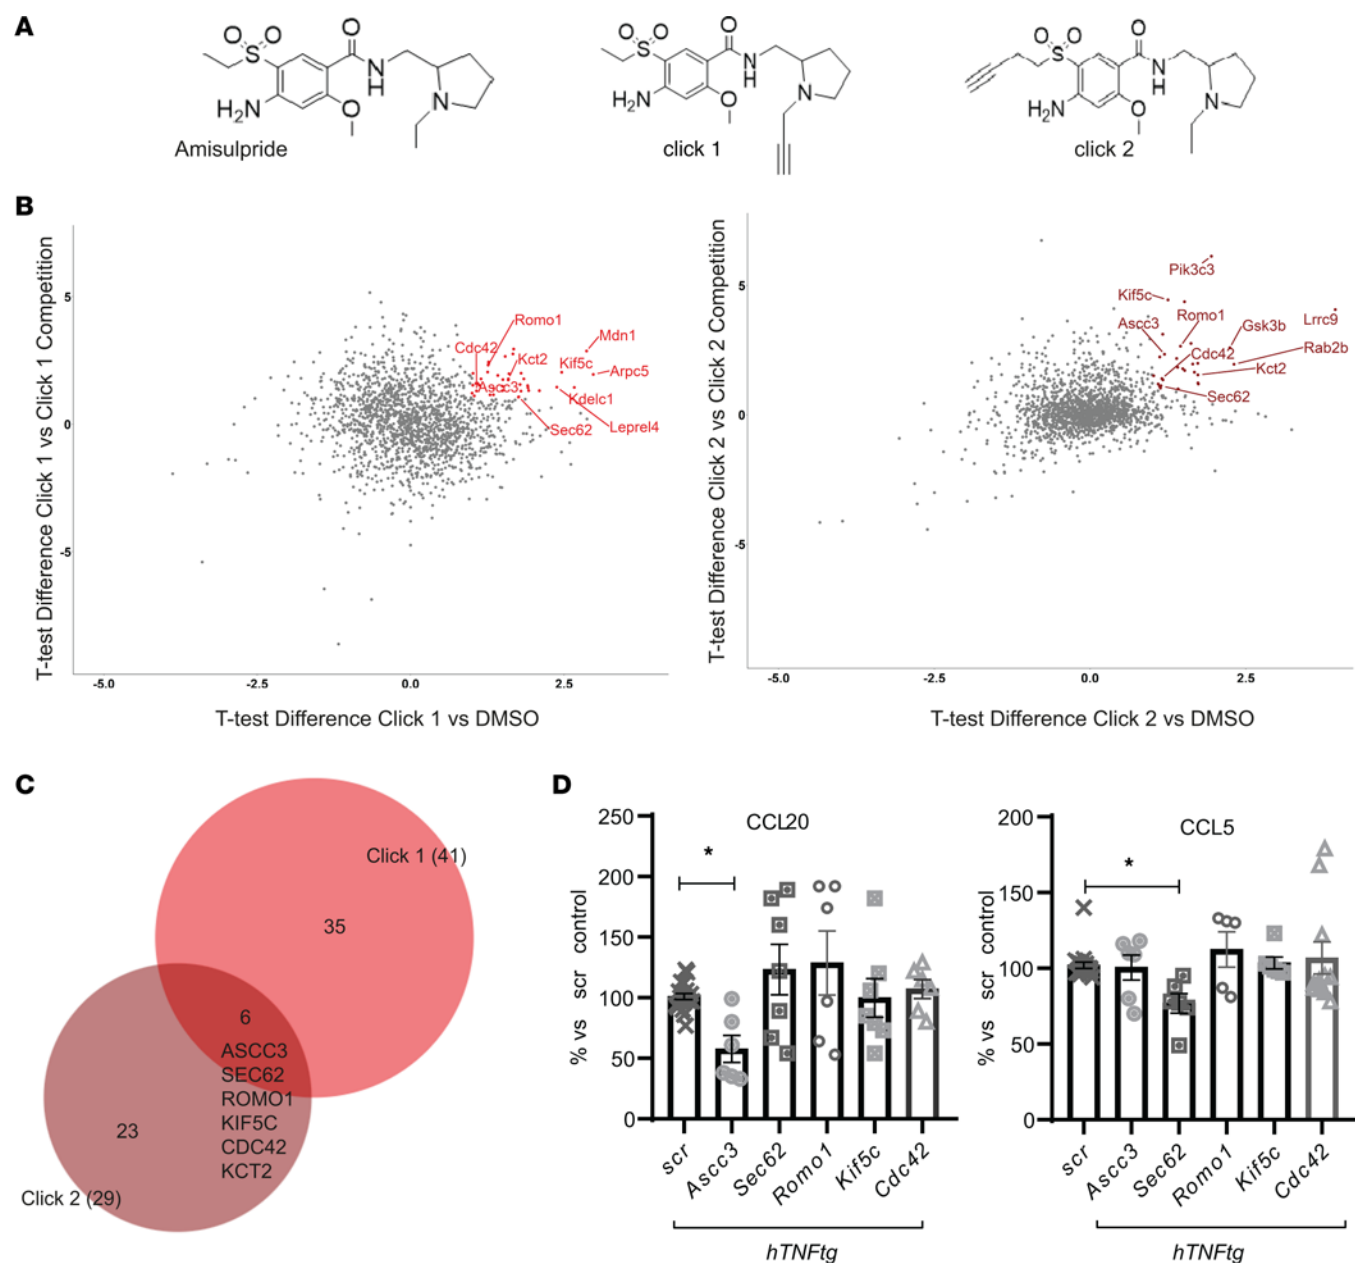 A
O O
S
O
N
H
H₂N
O
N
Amisulpride
O O
S
O
N
H
H₂N
O
N
click 1
O O
S
O
N
H
H₂N
O
N
click 2
B
T-test Difference Click 1 vs Click 1 Competition
5
0
-5
-5.0
-2.5
0.0
2.5
T-test Difference Click 1 vs DMSO
Romo1
Mdn1
Cdc42
Kct2
Kif5c
Arpc5
Ascc3
Kdelc1
Sec62
Leprel4
T-test Difference Click 2 vs Click 2 Competition
5
0
-5
-5.0
-2.5
0.0
2.5
T-test Difference Click 2 vs DMSO
Pik3c3
Kif5c
Ascc3
Romo1
Gsk3b
Lrrc9
Cdc42
Rab2b
Kct2
Sec62
C
Click 1 (41)
35
6
ASCC3
SEC62
ROMO1
KIF5C
CDC42
KCT2
23
Click 2 (29)
D
CCL20
% vs scr control
250
200
150
100
50
0
*
scr
Ascc3
Sec62
Romo1
Kif5c
Cdc42
hTNFtg
CCL5
% vs scr control
200
150
100
50
0
*
scr
Ascc3
Sec62
Romo1
Kif5c
Cdc42
hTNFtg